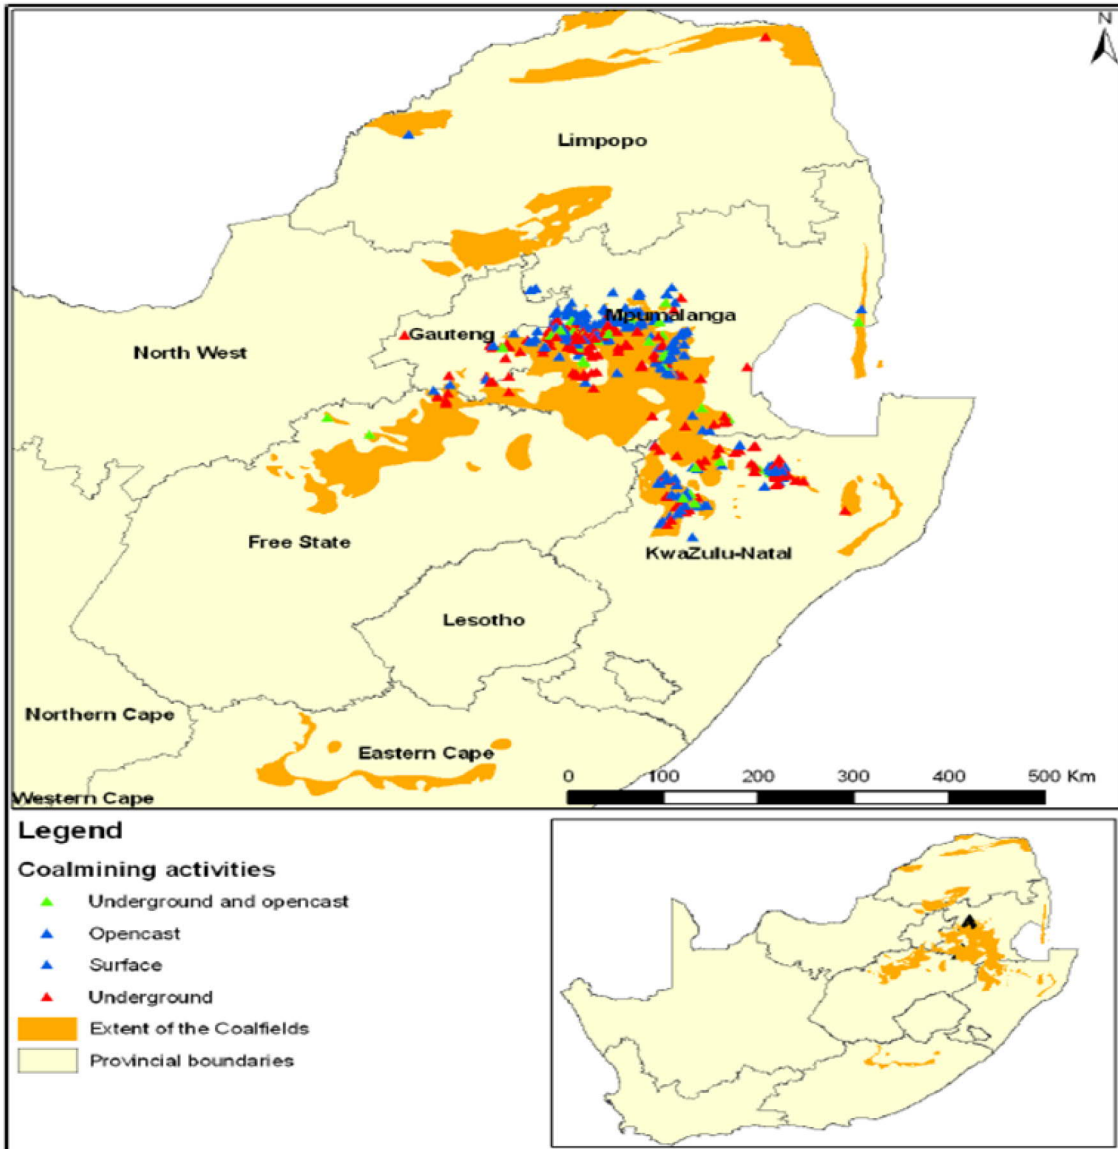 N
Limpopo
Mpumalanga
Gauteng
North West
Free State
KwaZulu-Natal
Lesotho
Northern Cape
Eastern Cape
Western Cape
0 100 200 300 400 500 Km
Legend
Coalmining activities
Underground and opencast
Opencast
Surface
Underground
Extent of the Coalfields
Provincial boundaries